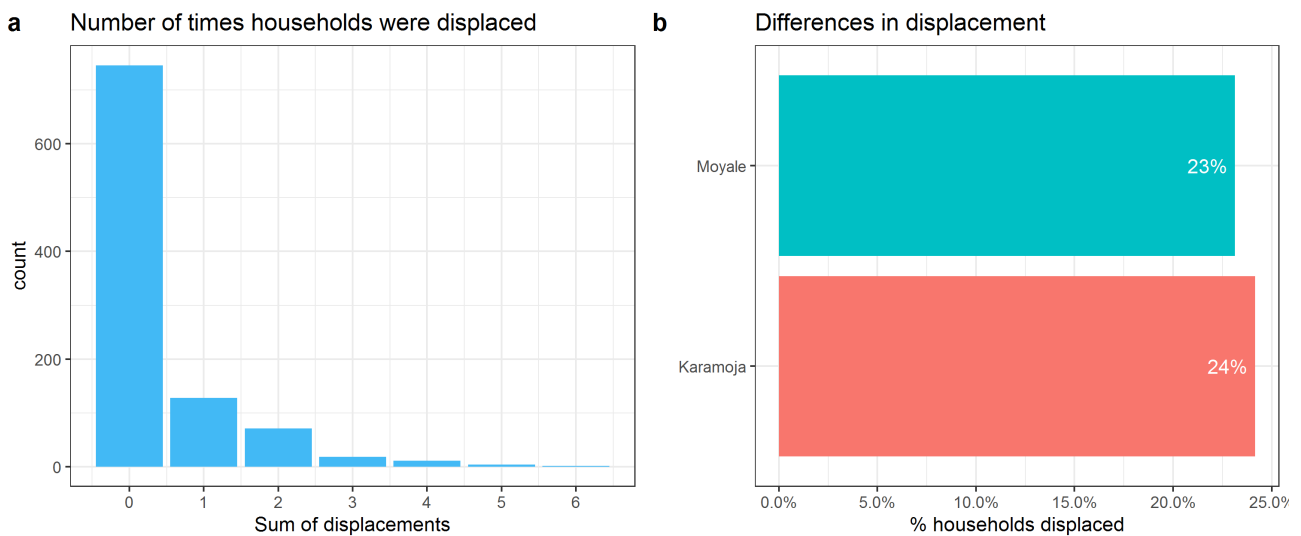 a Number of times households were displaced
count
600
400
200
0
0 1 2 3 4 5 6
Sum of displacements
b Differences in displacement
Moyale
23%
Karamoja
24%
0.0% 5.0% 10.0% 15.0% 20.0% 25.0%
% households displaced